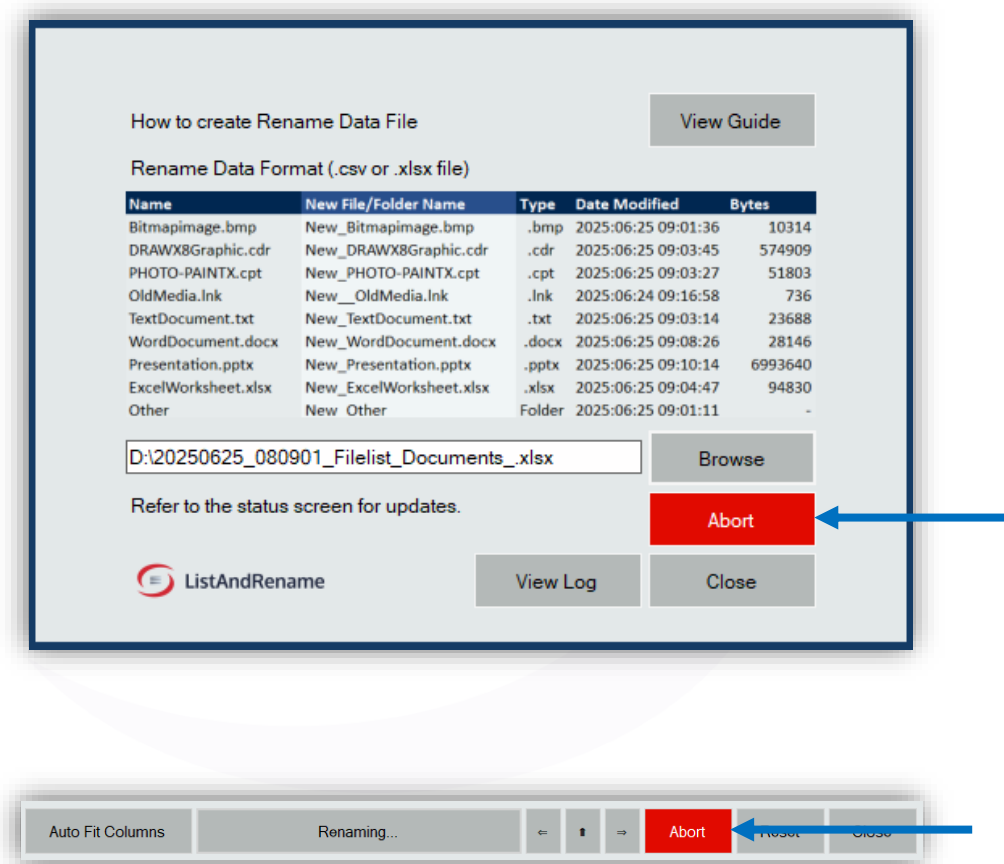 How to create Rename Data File View Guide
Rename Data Format (.csv or .xlsx file)
Name New File/Folder Name Type Date Modified Bytes
Bitmapimage.bmp New_Bitmapimage.bmp .bmp 2025:06:25 09:01:36 10314
DRAWX8Graphic.cdr New_DRAWX8Graphic.cdr .cdr 2025:06:25 09:03:45 574909
PHOTO-PAINTX.cpt New_PHOTO-PAINTX.cpt .cpt 2025:06:25 09:03:27 51803
OldMedia.lnk New__OldMedia.lnk .lnk 2025:06:24 09:16:58 736
TextDocument.txt New_TextDocument.txt .txt 2025:06:25 09:03:14 23688
WordDocument.docx New_WordDocument.docx .docx 2025:06:25 09:08:26 28146
Presentation.pptx New_Presentation.pptx .pptx 2025:06:25 09:10:14 6993640
ExcelWorksheet.xlsx New_ExcelWorksheet.xlsx .xlsx 2025:06:25 09:04:47 94830
Other New_Other Folder 2025:06:25 09:01:11 -
D:\20250625_080901_Filelist_Documents_.xlsx Browse
Refer to the status screen for updates. Abort
ListAndRename View Log Close
Auto Fit Columns Renaming... ⇐ ⬆ ⇒ Abort Reset Close